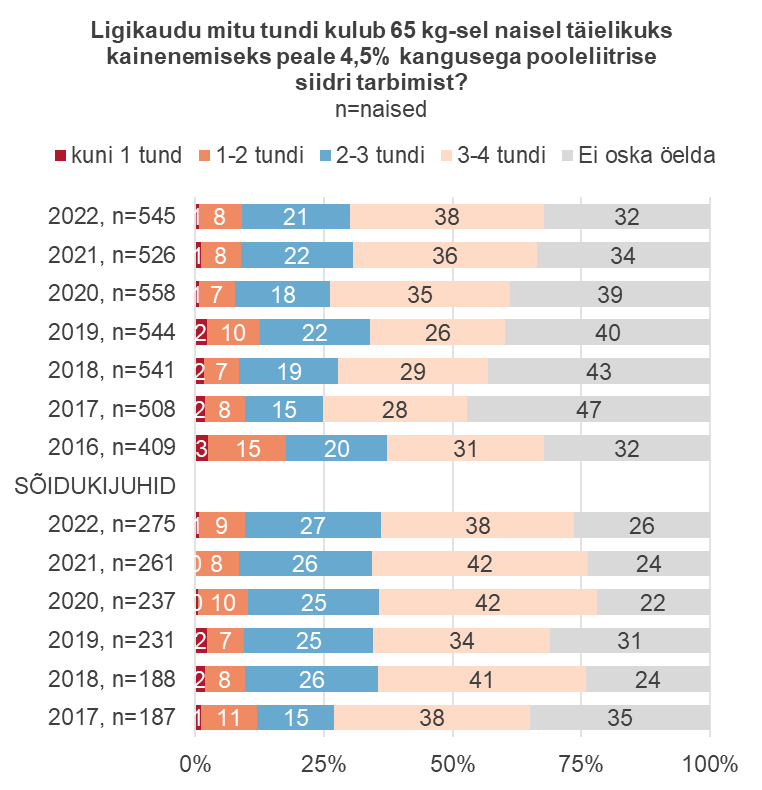 Ligikaudu mitu tundi kulub 65 kg-sel naisel täielikuks
kainenemiseks peale 4,5% kangusega pooleliitrise
siidri tarbimist?
n=naised
kuni 1 tund 1-2 tundi 2-3 tundi 3-4 tundi Ei oska öelda
2022, n=545 1 8 21 38 32
2021, n=526 1 8 22 36 34
2020, n=558 1 7 18 35 39
2019, n=544 2 10 22 26 40
2018, n=541 2 7 19 29 43
2017, n=508 2 8 15 28 47
2016, n=409 3 15 20 31 32
SÕIDUKIJUHID
2022, n=275 1 9 27 38 26
2021, n=261 0 8 26 42 24
2020, n=237 0 10 25 42 22
2019, n=231 2 7 25 34 31
2018, n=188 2 8 26 41 24
2017, n=187 1 11 15 38 35
0% 25% 50% 75% 100%